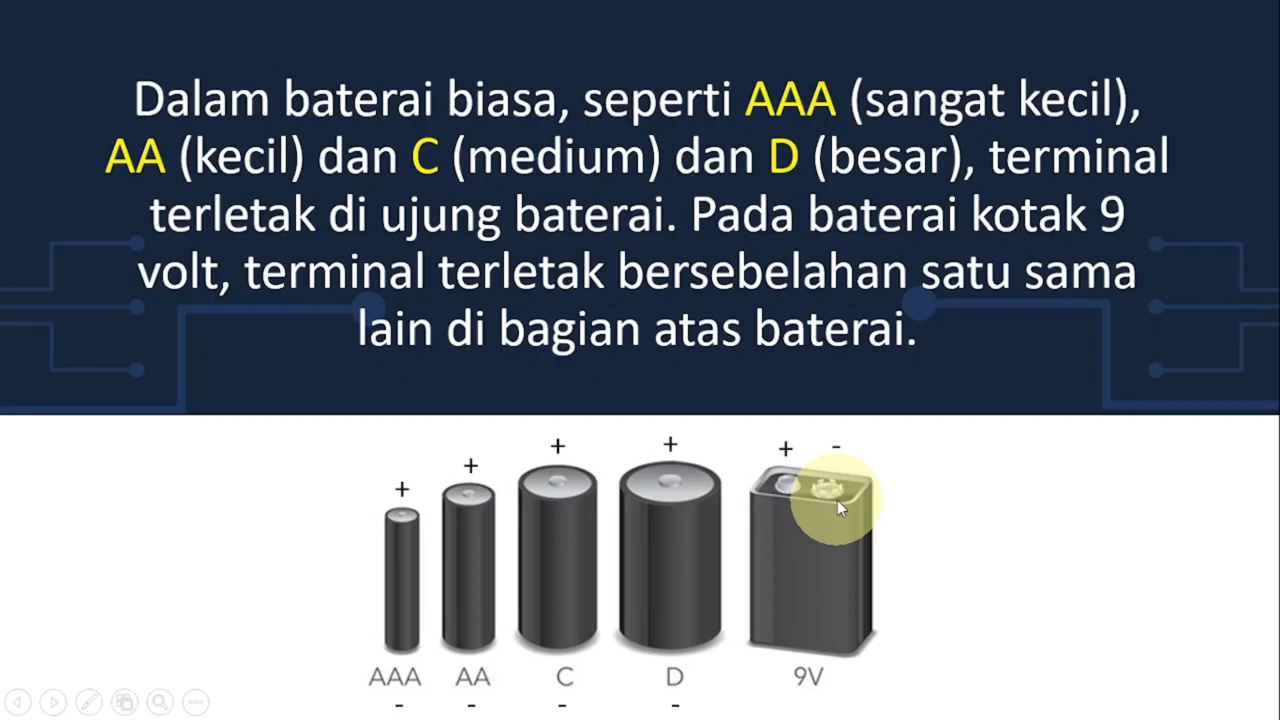 Dalam baterai biasa, seperti AAA (sangat kecil),
AA (kecil) dan C (medium) dan D (besar), terminal
terletak di ujung baterai. Pada baterai kotak 9
volt, terminal terletak bersebelahan satu sama
lain di bagian atas baterai.
+ + + + + -
AAA AA C D 9V
- - - -